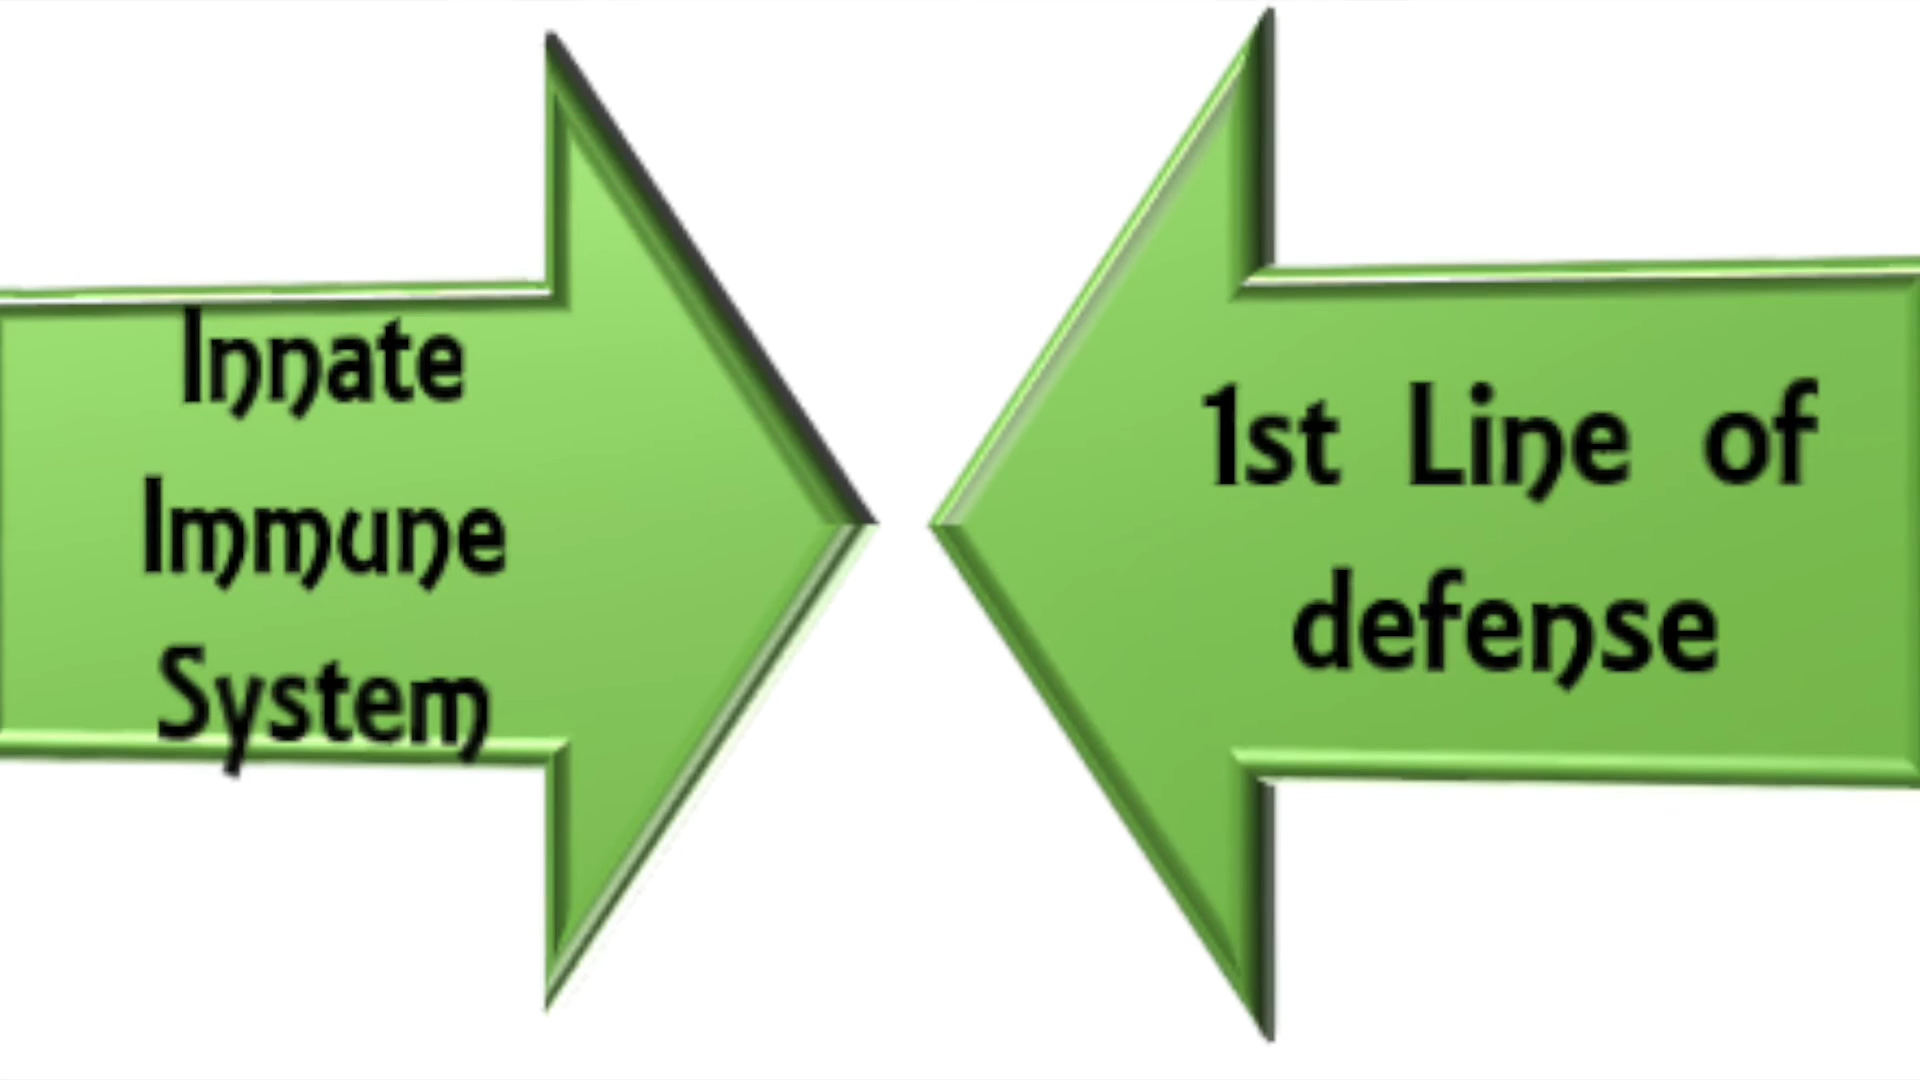 Innate
Immune
System
1st Line of
defense